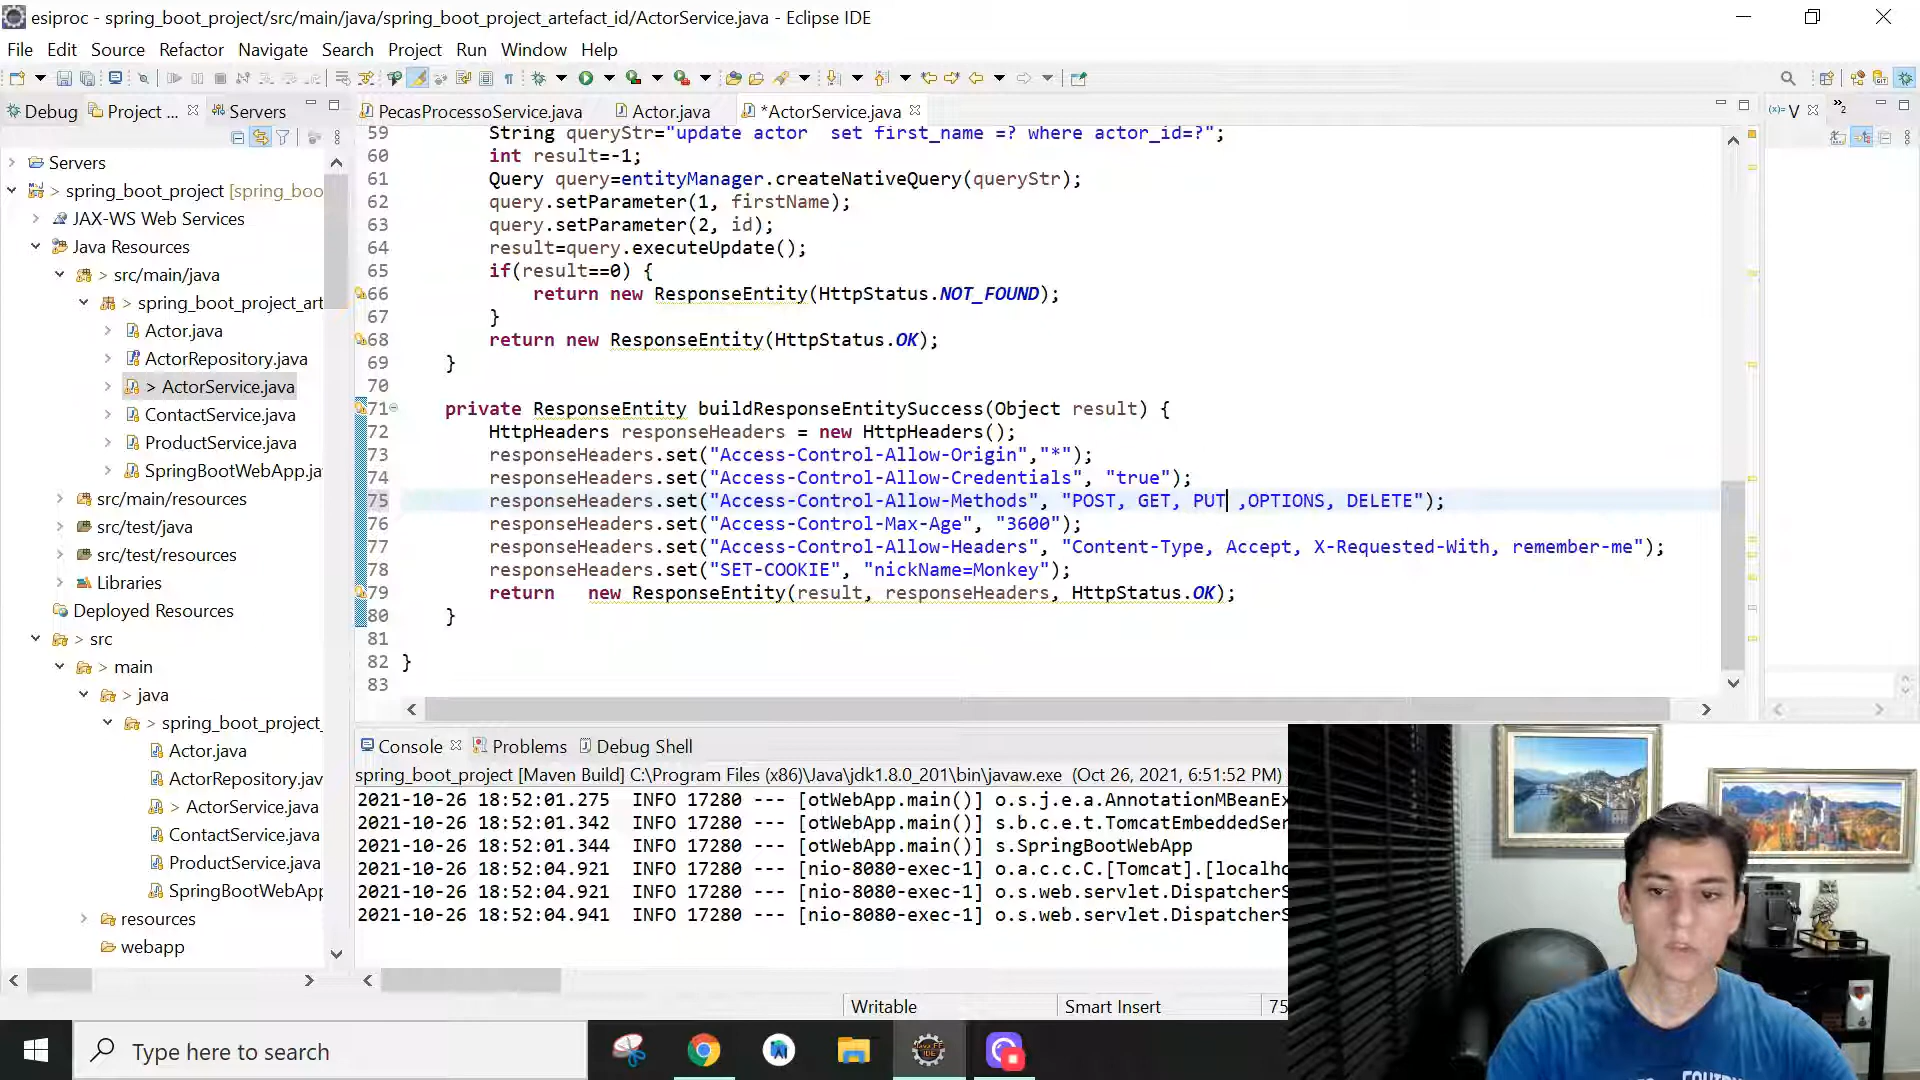 esiproc - spring_boot_project/src/main/java/spring_boot_project_artefact_id/ActorService.java - Eclipse IDE
File Edit Source Refactor Navigate Search Project Run Window Help
Debug Project ... Servers
PecasProcessoService.java Actor.java *ActorService.java
(x)= V »2
Servers
> spring_boot_project [spring_boo
JAX-WS Web Services
Java Resources
> src/main/java
> spring_boot_project_art
Actor.java
ActorRepository.java
> ActorService.java
ContactService.java
ProductService.java
SpringBootWebApp.ja
src/main/resources
src/test/java
src/test/resources
Libraries
Deployed Resources
> src
> main
> java
> spring_boot_project_
Actor.java
ActorRepository.jav
> ActorService.java
ContactService.java
ProductService.java
SpringBootWebApp
resources
webapp
59 String queryStr="update actor  set first_name =? where actor_id=?";
60 int result=-1;
61 Query query=entityManager.createNativeQuery(queryStr);
62 query.setParameter(1, firstName);
63 query.setParameter(2, id);
64 result=query.executeUpdate();
65 if(result==0) {
66 return new ResponseEntity(HttpStatus.NOT_FOUND);
67 }
68 return new ResponseEntity(HttpStatus.OK);
69 }
70
71 private ResponseEntity buildResponseEntitySuccess(Object result) {
72 HttpHeaders responseHeaders = new HttpHeaders();
73 responseHeaders.set("Access-Control-Allow-Origin","*");
74 responseHeaders.set("Access-Control-Allow-Credentials", "true");
75 responseHeaders.set("Access-Control-Allow-Methods", "POST, GET, PUT ,OPTIONS, DELETE");
76 responseHeaders.set("Access-Control-Max-Age", "3600");
77 responseHeaders.set("Access-Control-Allow-Headers", "Content-Type, Accept, X-Requested-With, remember-me");
78 responseHeaders.set("SET-COOKIE", "nickName=Monkey");
79 return   new ResponseEntity(result, responseHeaders, HttpStatus.OK);
80 }
81
82 }
83
Console Problems Debug Shell
spring_boot_project [Maven Build] C:\Program Files (x86)\Java\jdk1.8.0_201\bin\javaw.exe (Oct 26, 2021, 6:51:52 PM)
2021-10-26 18:52:01.275  INFO 17280 --- [otWebApp.main()] o.s.j.e.a.AnnotationMBeanEx
2021-10-26 18:52:01.342  INFO 17280 --- [otWebApp.main()] s.b.c.e.t.TomcatEmbeddedSer
2021-10-26 18:52:01.344  INFO 17280 --- [otWebApp.main()] s.SpringBootWebApp
2021-10-26 18:52:04.921  INFO 17280 --- [nio-8080-exec-1] o.a.c.c.C.[Tomcat].[localho
2021-10-26 18:52:04.921  INFO 17280 --- [nio-8080-exec-1] o.s.web.servlet.DispatcherS
2021-10-26 18:52:04.941  INFO 17280 --- [nio-8080-exec-1] o.s.web.servlet.DispatcherS
Writable Smart Insert 75
Type here to search